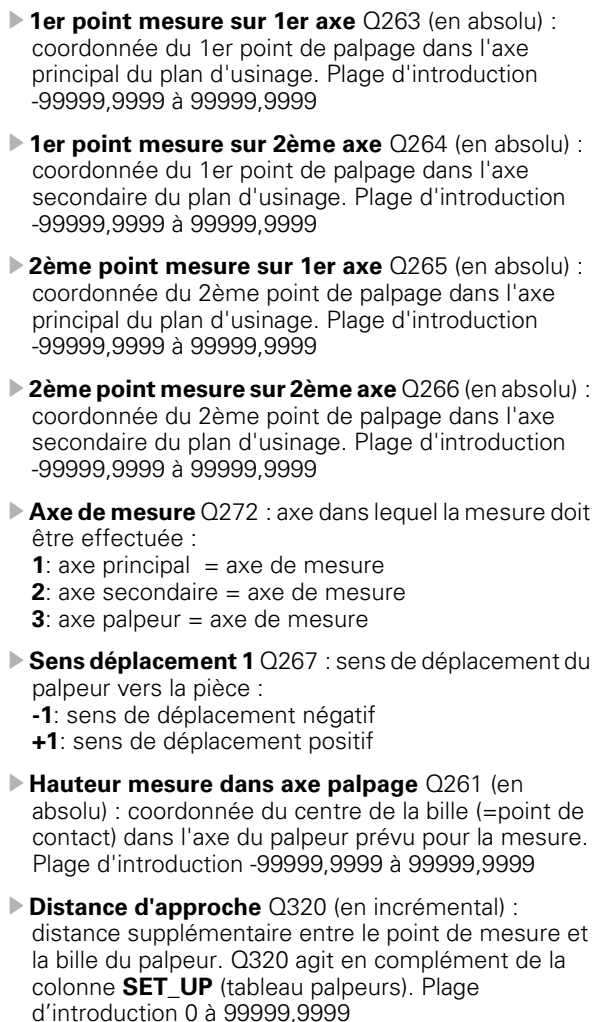 1er point mesure sur 1er axe Q263 (en absolu) :
coordonnée du 1er point de palpage dans l'axe
principal du plan d'usinage. Plage d'introduction
-99999,9999 à 99999,9999
1er point mesure sur 2ème axe Q264 (en absolu) :
coordonnée du 1er point de palpage dans l'axe
secondaire du plan d'usinage. Plage d'introduction
-99999,9999 à 99999,9999
2ème point mesure sur 1er axe Q265 (en absolu) :
coordonnée du 2ème point de palpage dans l'axe
principal du plan d'usinage. Plage d'introduction
-99999,9999 à 99999,9999
2ème point mesure sur 2ème axe Q266 (en absolu) :
coordonnée du 2ème point de palpage dans l'axe
secondaire du plan d'usinage. Plage d'introduction
-99999,9999 à 99999,9999
Axe de mesure Q272 : axe dans lequel la mesure doit
être effectuée :
1: axe principal = axe de mesure
2: axe secondaire = axe de mesure
3: axe palpeur = axe de mesure
Sens déplacement 1 Q267 : sens de déplacement du
palpeur vers la pièce :
-1: sens de déplacement négatif
+1: sens de déplacement positif
Hauteur mesure dans axe palpage Q261 (en
absolu) : coordonnée du centre de la bille (=point de
contact) dans l'axe du palpeur prévu pour la mesure.
Plage d'introduction -99999,9999 à 99999,9999
Distance d'approche Q320 (en incrémental) :
distance supplémentaire entre le point de mesure et
la bille du palpeur. Q320 agit en complément de la
colonne SET_UP (tableau palpeurs). Plage
d'introduction 0 à 99999,9999